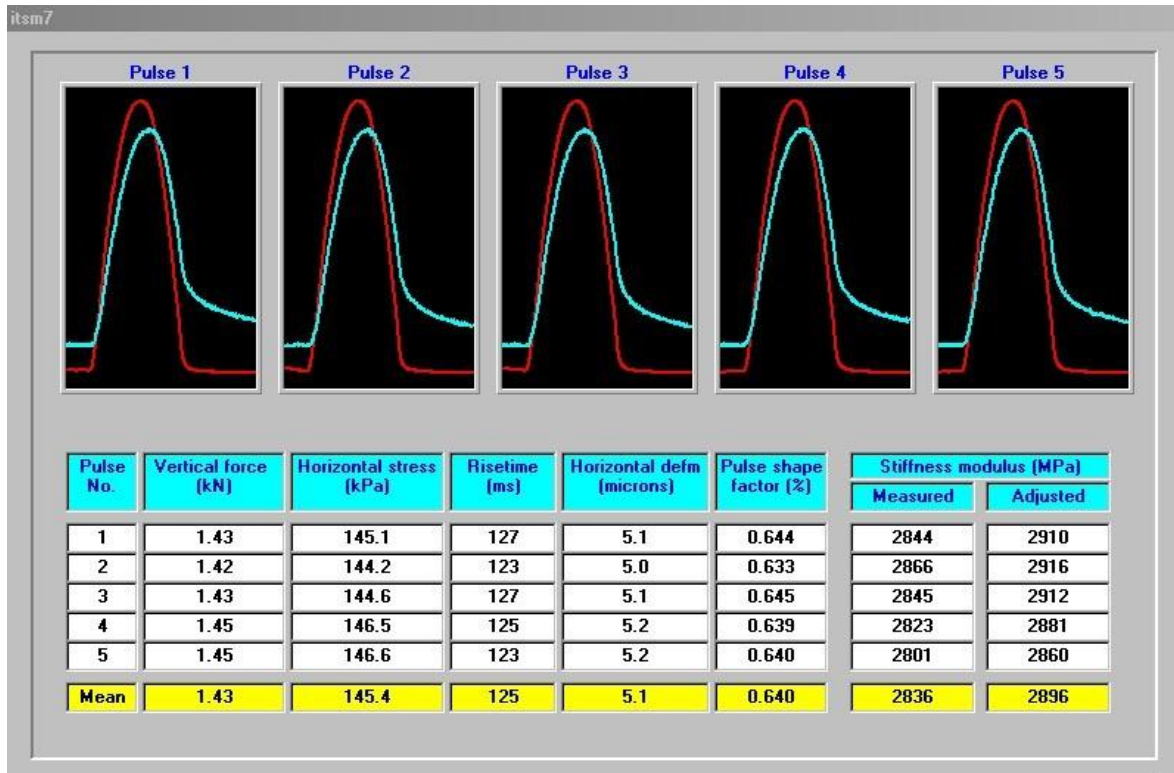 itsm7
Pulse 1 Pulse 2 Pulse 3 Pulse 4 Pulse 5
Pulse No. Vertical force (kN) Horizontal stress (kPa) Risetime (ms) Horizontal defm (microns) Pulse shape factor (%) Stiffness modulus (MPa)
Measured Adjusted
1 1.43 145.1 127 5.1 0.644 2844 2910
2 1.42 144.2 123 5.0 0.633 2866 2916
3 1.43 144.6 127 5.1 0.645 2845 2912
4 1.45 146.5 125 5.2 0.639 2823 2881
5 1.45 146.6 123 5.2 0.640 2801 2860
Mean 1.43 145.4 125 5.1 0.640 2836 2896